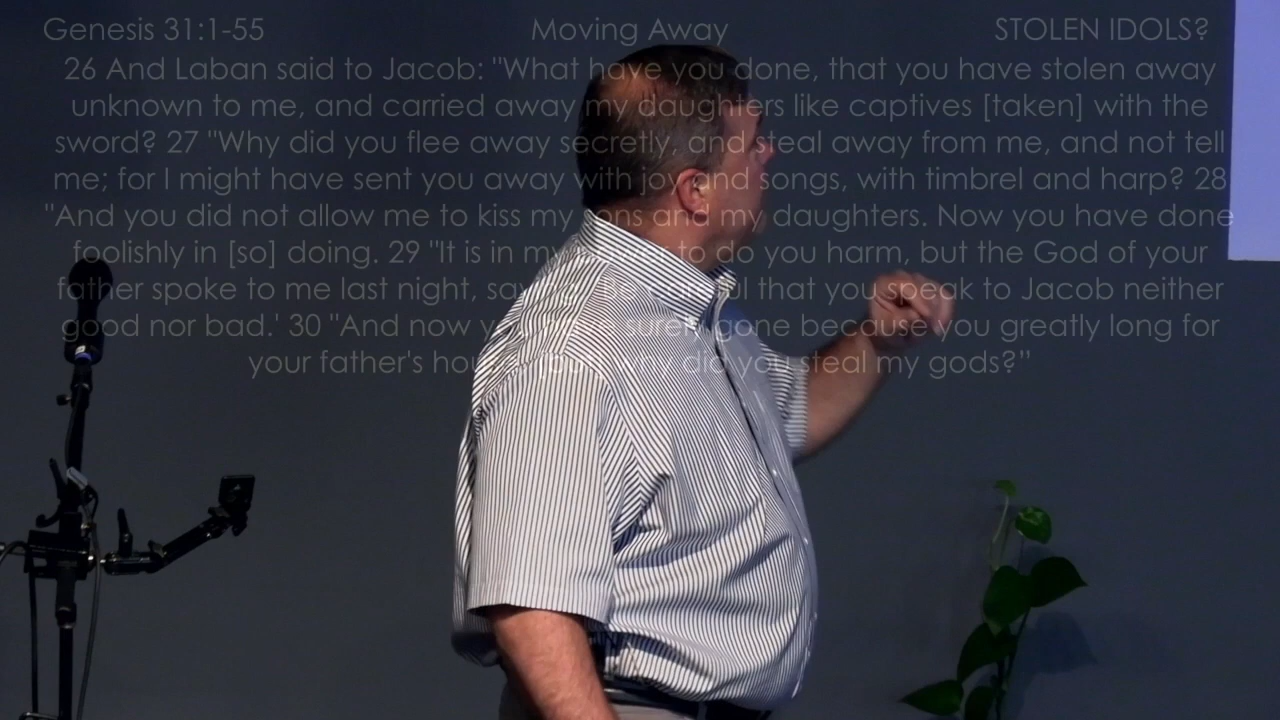 Genesis 31:1-55 Moving Away STOLEN IDOLS?
26 And Laban said to Jacob: "What have you done, that you have stolen away
unknown to me, and carried away my daughters like captives [taken] with the
sword? 27 "Why did you flee away secretly, and steal away from me, and not tell
me; for I might have sent you away with and songs, with timbrel and harp? 28
"And you did not allow me to kiss my daughters. Now you have done
foolishly in [so] doing. 29 "It is in my do you harm, but the God of your
father spoke to me last night, that you speak to Jacob neither
good nor bad.' 30 "And now you surely gone because you greatly long for
your father's house, but why did you steal my gods?"